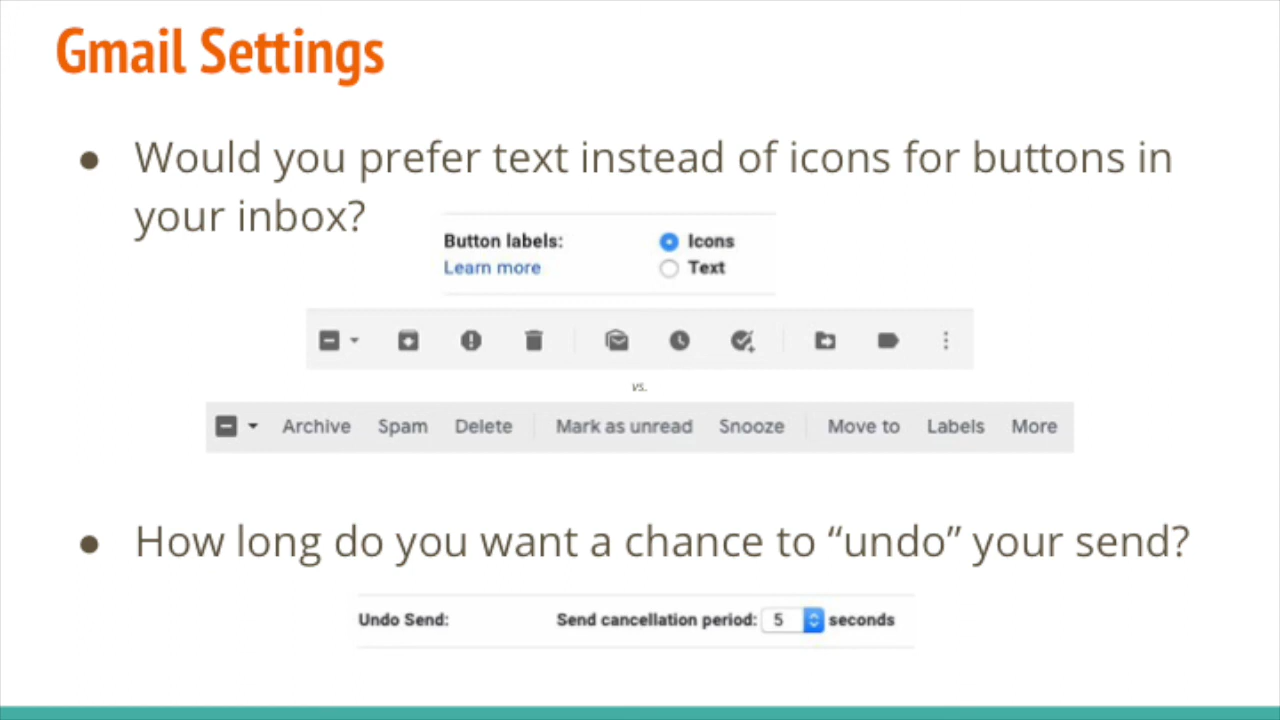 Gmail Settings
● Would you prefer text instead of icons for buttons in
your inbox?
Button labels: Icons
Learn more Text
vs.
Archive Spam Delete Mark as unread Snooze Move to Labels More
● How long do you want a chance to “undo” your send?
Undo Send: Send cancellation period: 5 seconds